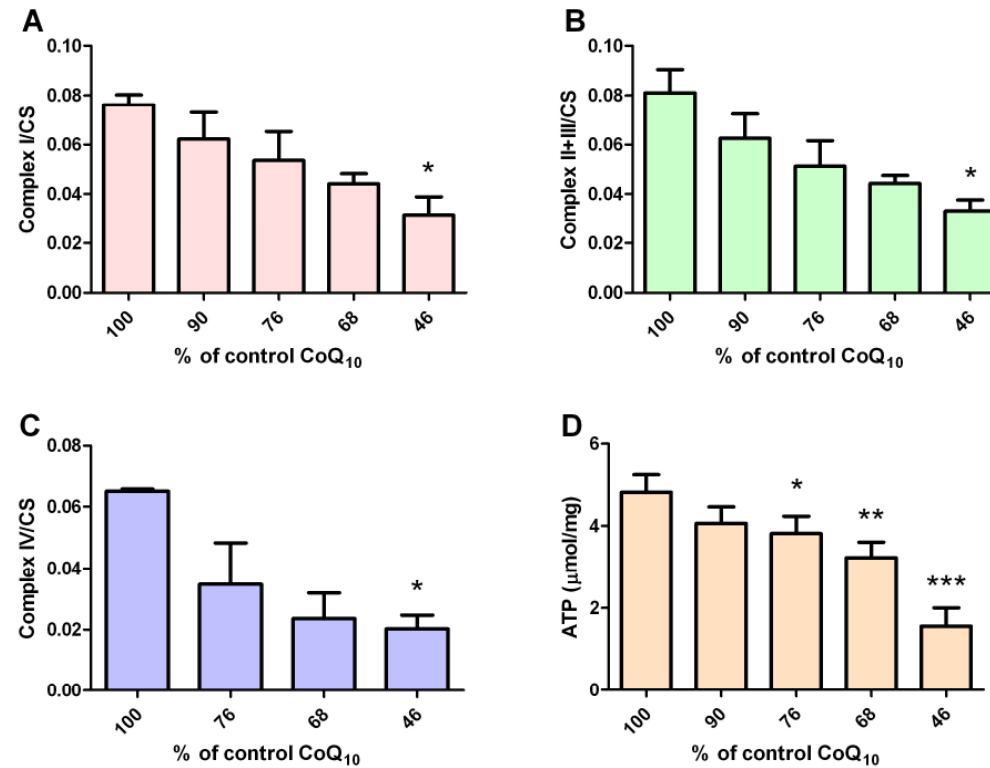 A
Complex I/CS
0.10
0.08
0.06
0.04
0.02
0.00
*
100 90 76 68 46
% of control CoQ10
B
Complex II+III/CS
0.10
0.08
0.06
0.04
0.02
0.00
*
100 90 76 68 46
% of control CoQ10
C
Complex IV/CS
0.08
0.06
0.04
0.02
0.00
*
100 76 68 46
% of control CoQ10
D
ATP (μmol/mg)
6
4
2
0
* ** ***
100 90 76 68 46
% of control CoQ10